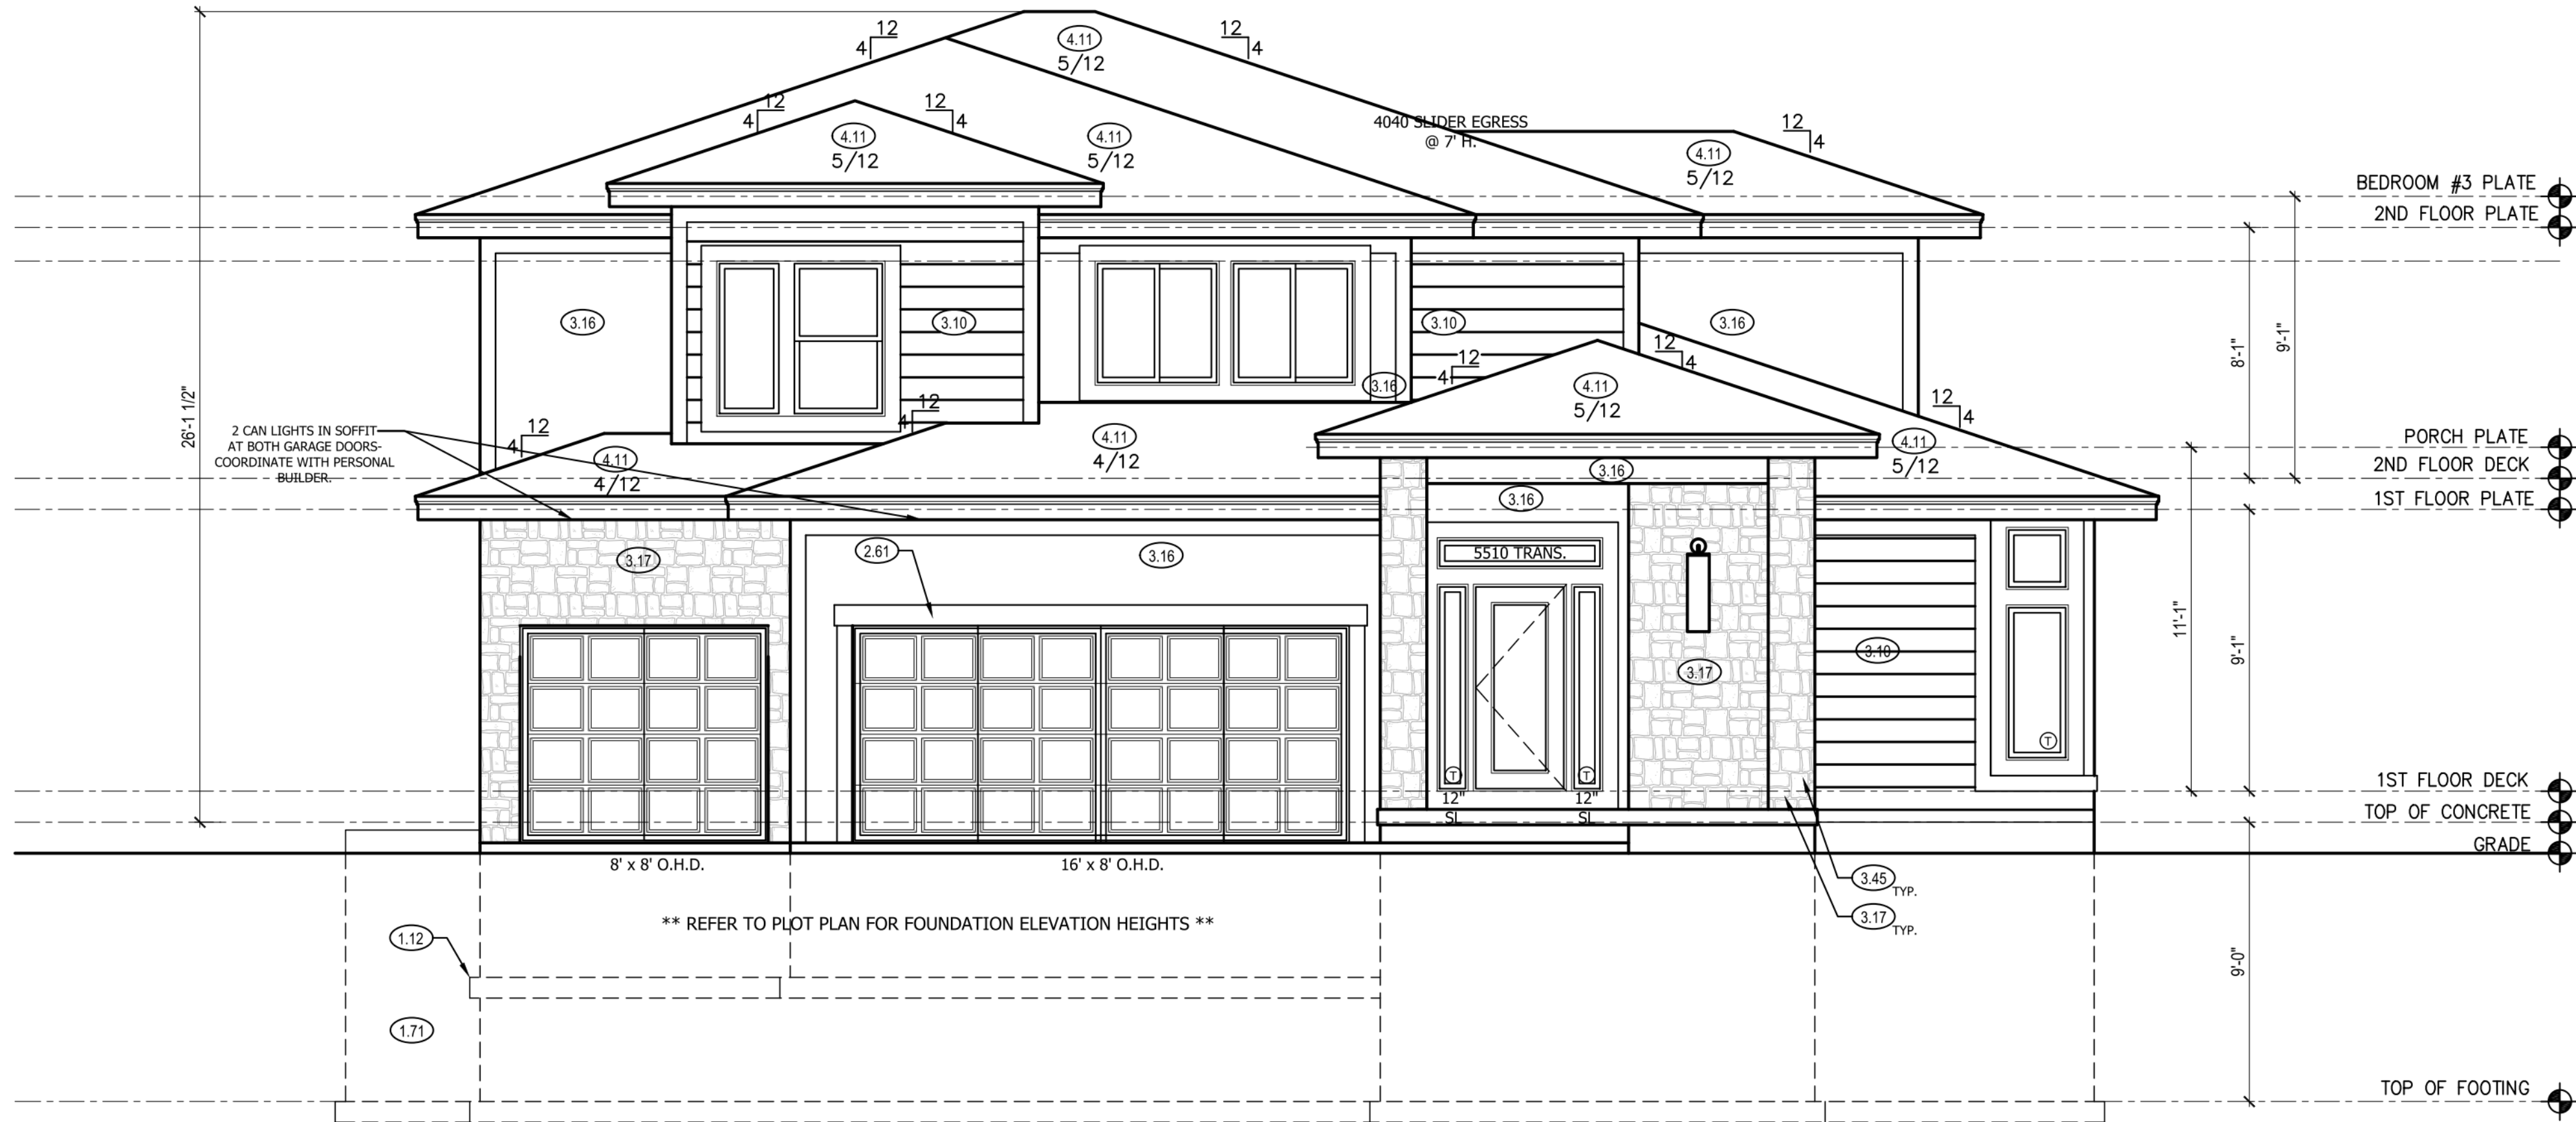 12
4
4.11
5/12
12
4
12
4
4.11
5/12
12
4
4.11
5/12
4040 SLIDER EGRESS
@ 7' H.
12
4
4.11
5/12
BEDROOM #3 PLATE
2ND FLOOR PLATE
3.16
3.10
3.10
3.16
8'-1"
9'-1"
26'-1 1/2"
12
4
12
4
3.16
4.11
5/12
12
4
2 CAN LIGHTS IN SOFFIT
AT BOTH GARAGE DOORS-
COORDINATE WITH PERSONAL
BUILDER.
12
4
12
4
4.11
4/12
4.11
4/12
4.11
5/12
PORCH PLATE
2ND FLOOR DECK
1ST FLOOR PLATE
3.16
3.16
3.17
2.61
3.16
5510 TRANS.
3.17
3.10
11'-1"
9'-1"
T
T
T
12"
SL
12"
SL
1ST FLOOR DECK
TOP OF CONCRETE
GRADE
8' x 8' O.H.D.
16' x 8' O.H.D.
3.45
TYP.
3.17
TYP.
** REFER TO PLOT PLAN FOR FOUNDATION ELEVATION HEIGHTS **
1.12
1.71
9'-0"
TOP OF FOOTING